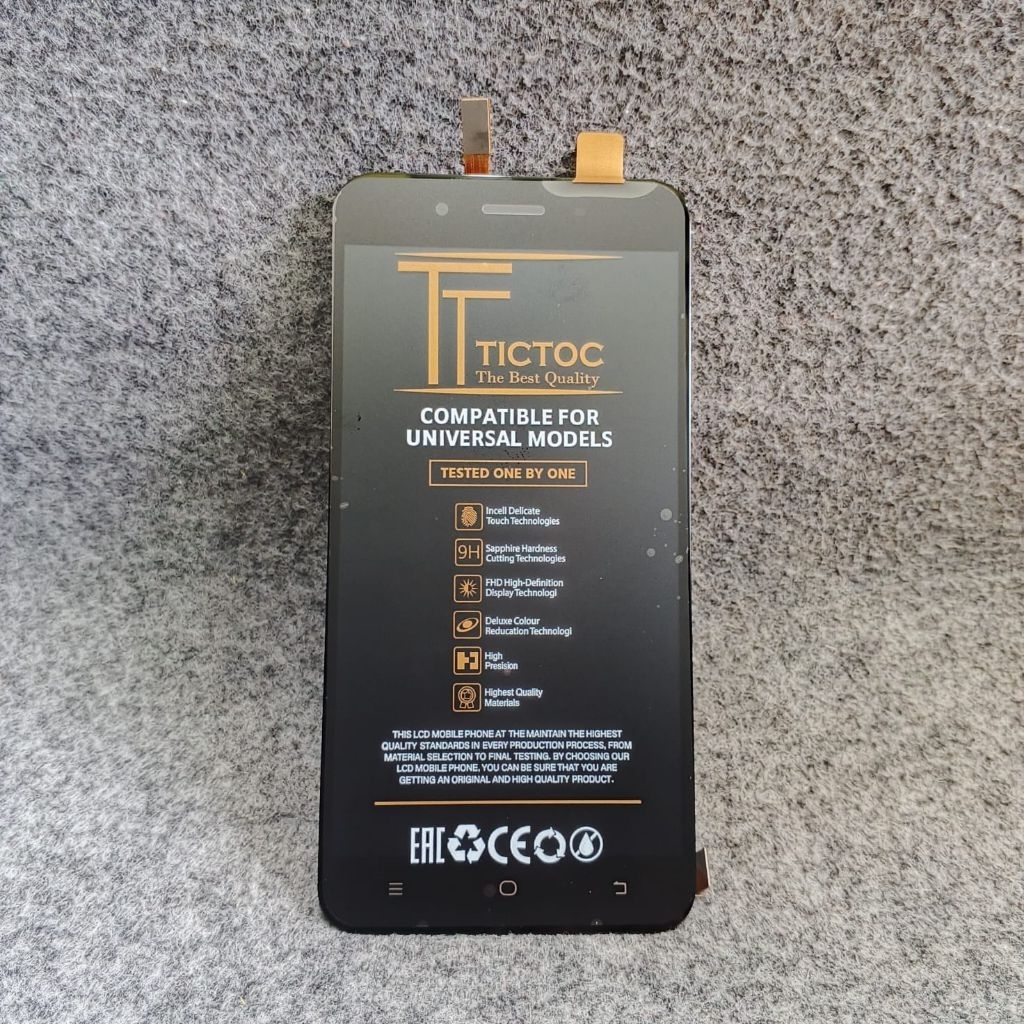 TT
TICTOC
The Best Quality
COMPATIBLE FOR
UNIVERSAL MODELS
TESTED ONE BY ONE
Incell Delicate
Touch Technologies
9H
Sapphire Hardness
Cutting Technologies
FHD High-Definition
Display Technologi
Deluxe Colour
Reducation Technologi
High
Presision
Highest Quality
Materials
THIS LCD MOBILE PHONE AT THE MAINTAIN THE HIGHEST
QUALITY STANDARDS IN EVERY PRODUCTION PROCESS, FROM
MATERIAL SELECTION TO FINAL TESTING. BY CHOOSING OUR
LCD MOBILE PHONE, YOU CAN BE SURE THAT YOU ARE
GETTING AN ORIGINAL AND HIGH QUALITY PRODUCT.
EAC CE